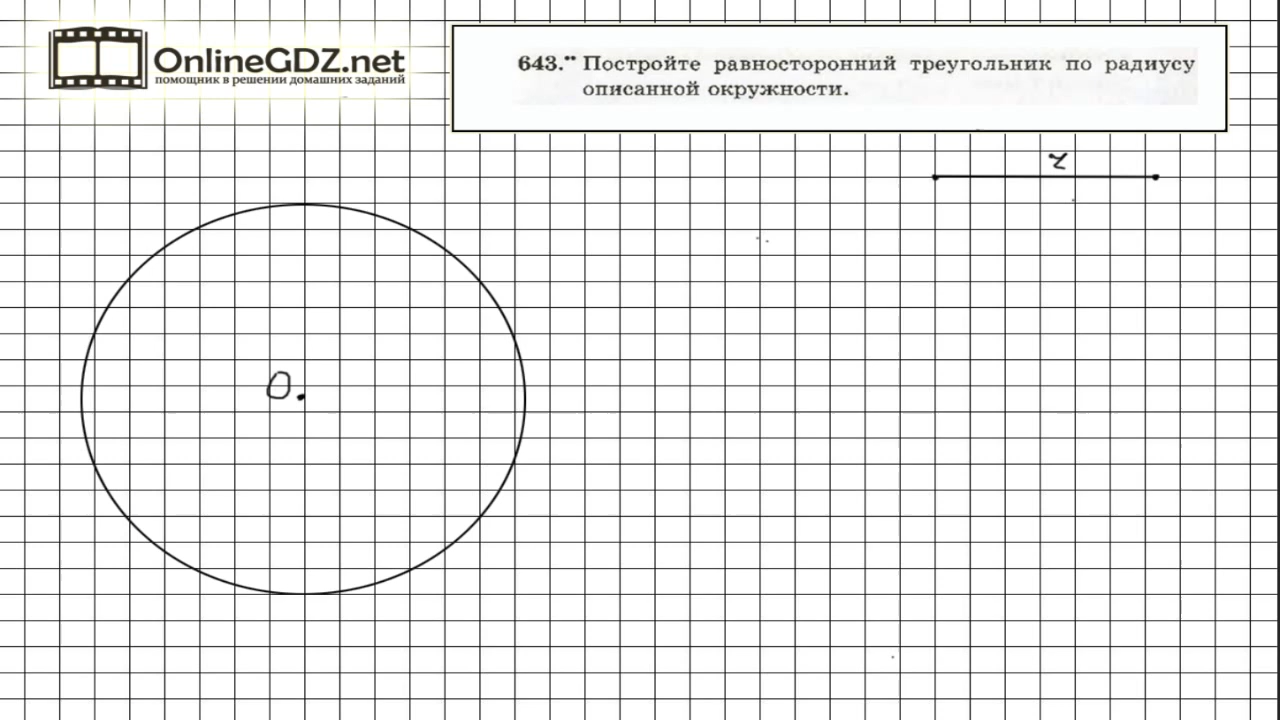 OnlineGDZ.net
помощник в решении домашних заданий
643.•• Постройте равносторонний треугольник по радиусу
описанной окружности.
r
O